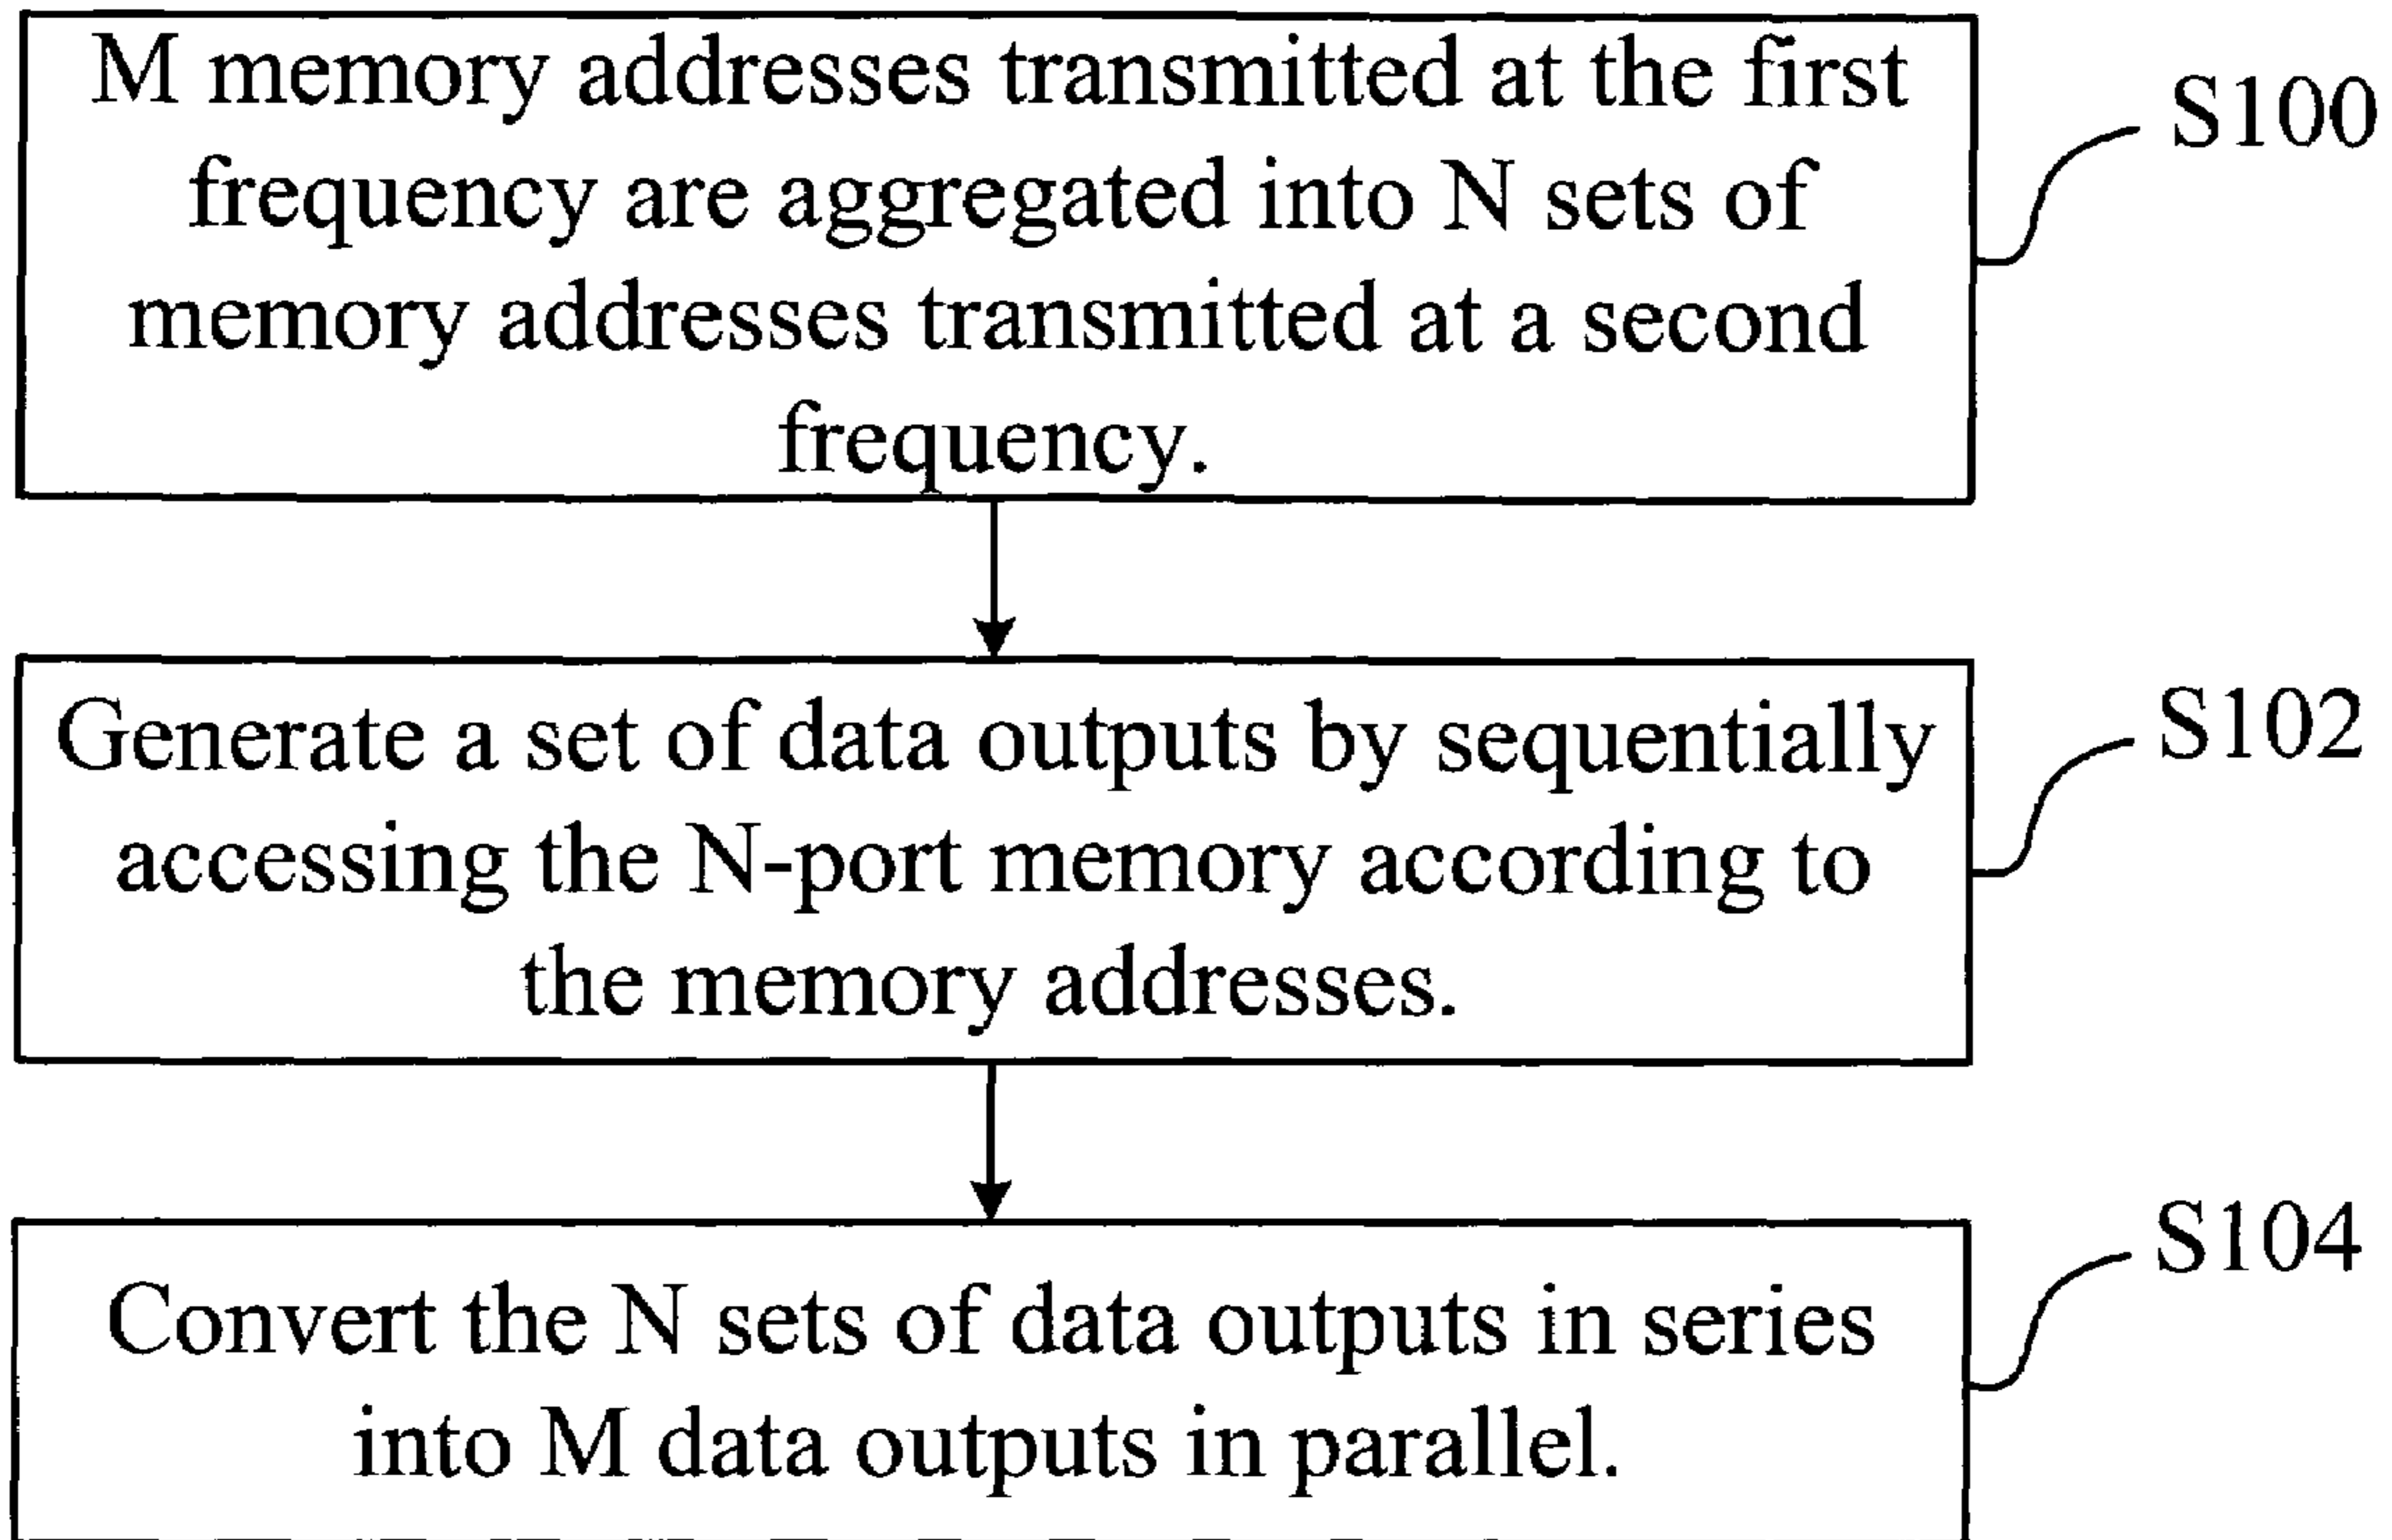 M memory addresses transmitted at the first
frequency are aggregated into N sets of
memory addresses transmitted at a second
frequency.
S100
Generate a set of data outputs by sequentially
accessing the N-port memory according to
the memory addresses.
S102
Convert the N sets of data outputs in series
into M data outputs in parallel.
S104